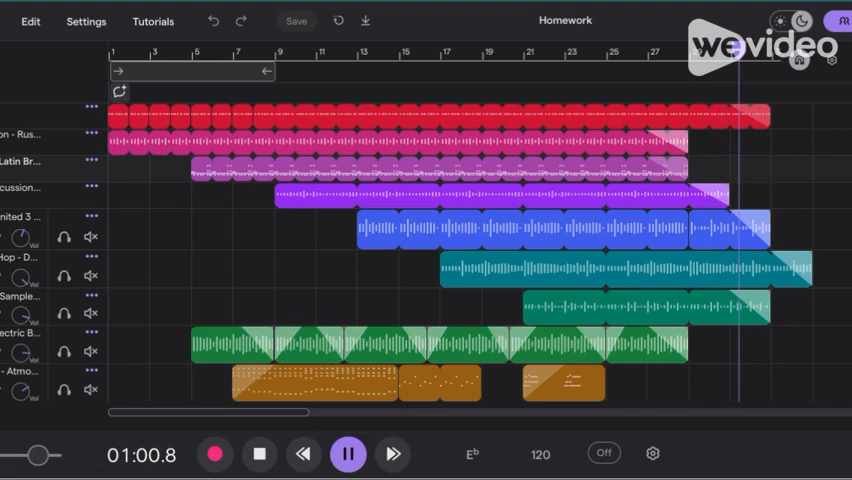 Edit Settings Tutorials Save Homework
wevideo
1 3 5 7 9 11 13 15 17 19 21 23 25 27
on - Rus...
Latin Br...
cussion...
nited 3 ...
Vol
Hop - D...
Vol
Sample...
Vol
ectric B...
Vol
- Atmo...
Vol
01:00.8 E♭ 120 Off